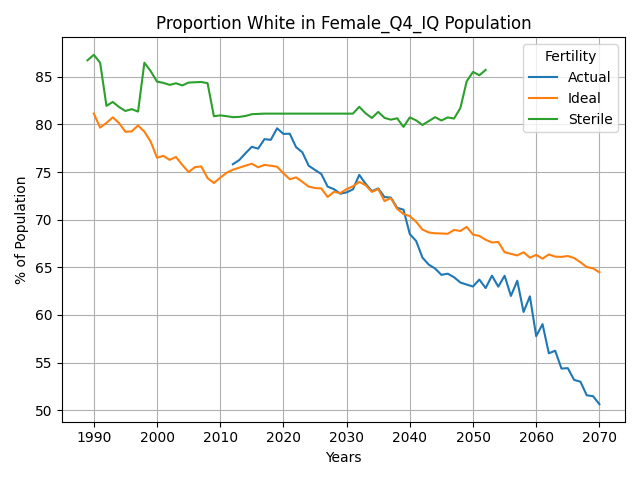 Proportion White in Female_Q4_IQ Population
Fertility
Actual
Ideal
Sterile
% of Population
85
80
75
70
65
60
55
50
1990 2000 2010 2020 2030 2040 2050 2060 2070
Years